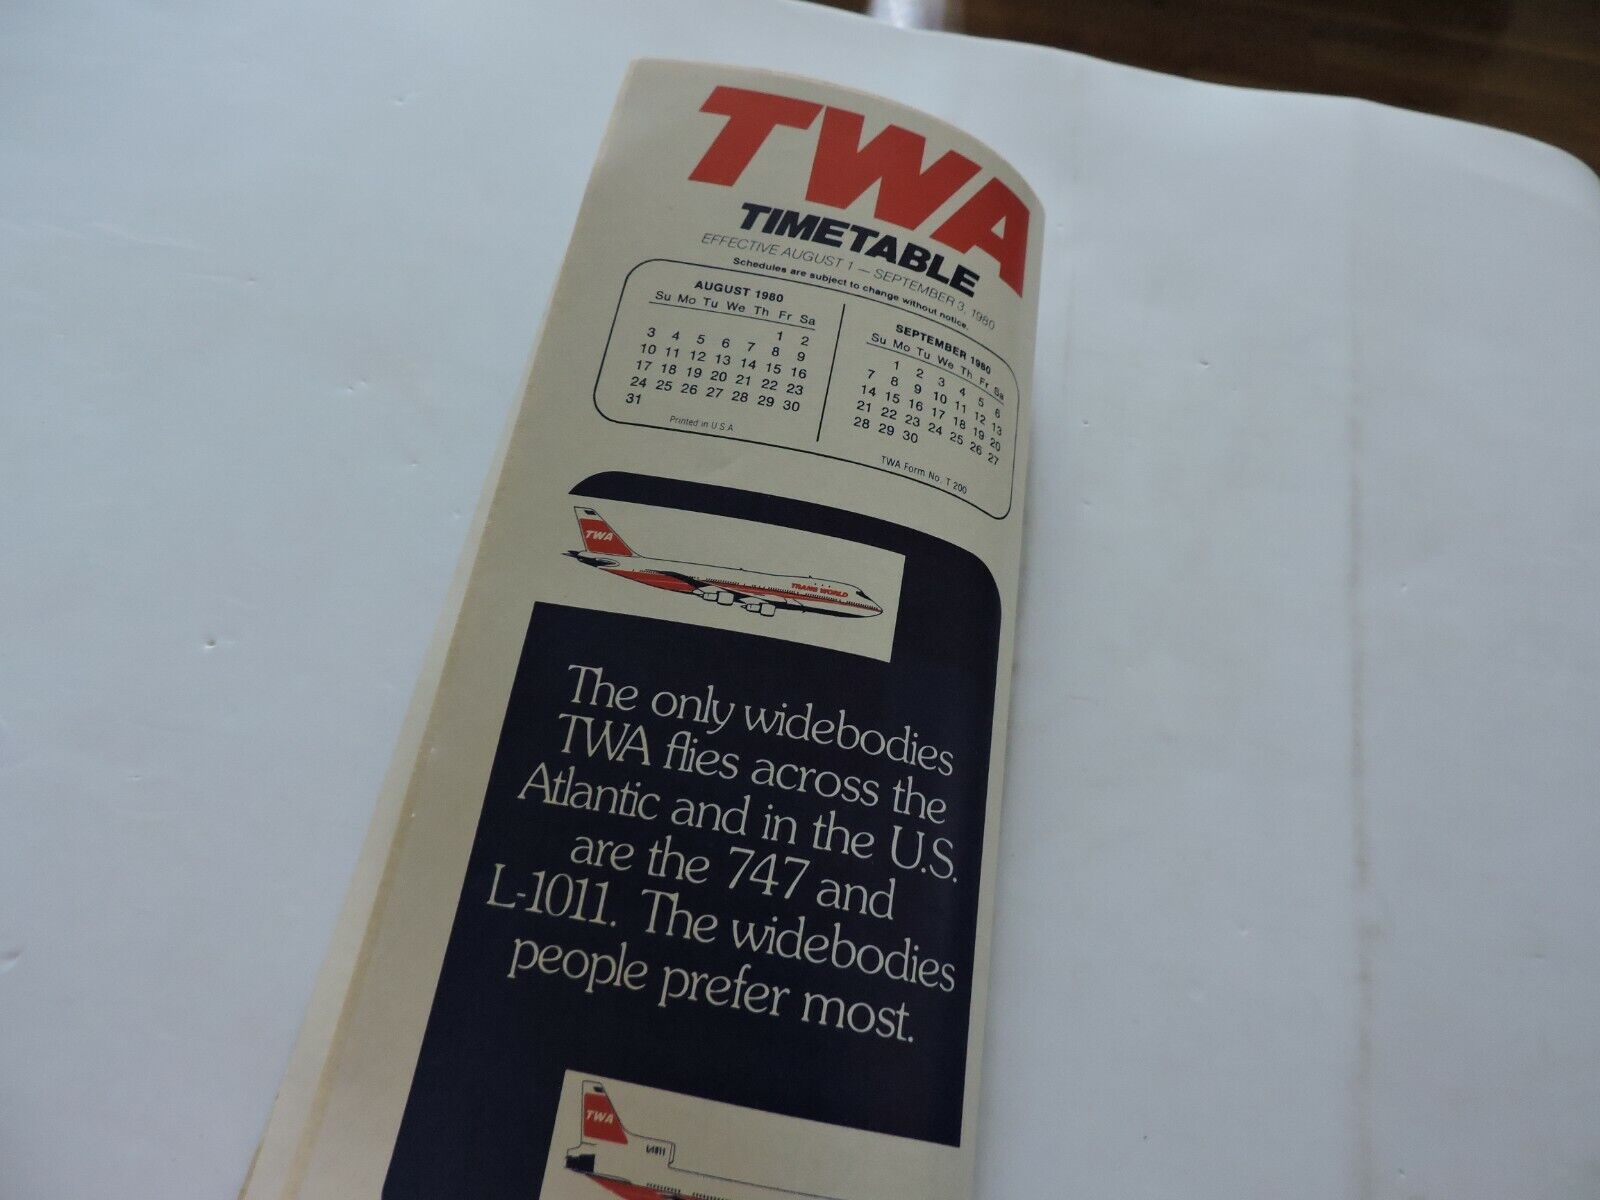 TWA
TIMETABLE
EFFECTIVE AUGUST 1 — SEPTEMBER 3, 1980
Schedules are subject to change without notice.
AUGUST 1980
Su Mo Tu We Th Fr Sa
1 2
3 4 5 6 7 8 9
10 11 12 13 14 15 16
17 18 19 20 21 22 23
24 25 26 27 28 29 30
31
Printed in U S A
SEPTEMBER 1980
Su Mo Tu We Th Fr Sa
1 2 3 4 5 6
7 8 9 10 11 12 13
14 15 16 17 18 19 20
21 22 23 24 25 26 27
28 29 30
TWA Form No. T 200
TWA
TRANS WORLD
The only widebodies
TWA flies across the
Atlantic and in the U.S.
are the 747 and
L-1011. The widebodies
people prefer most.
TWA
L-1011